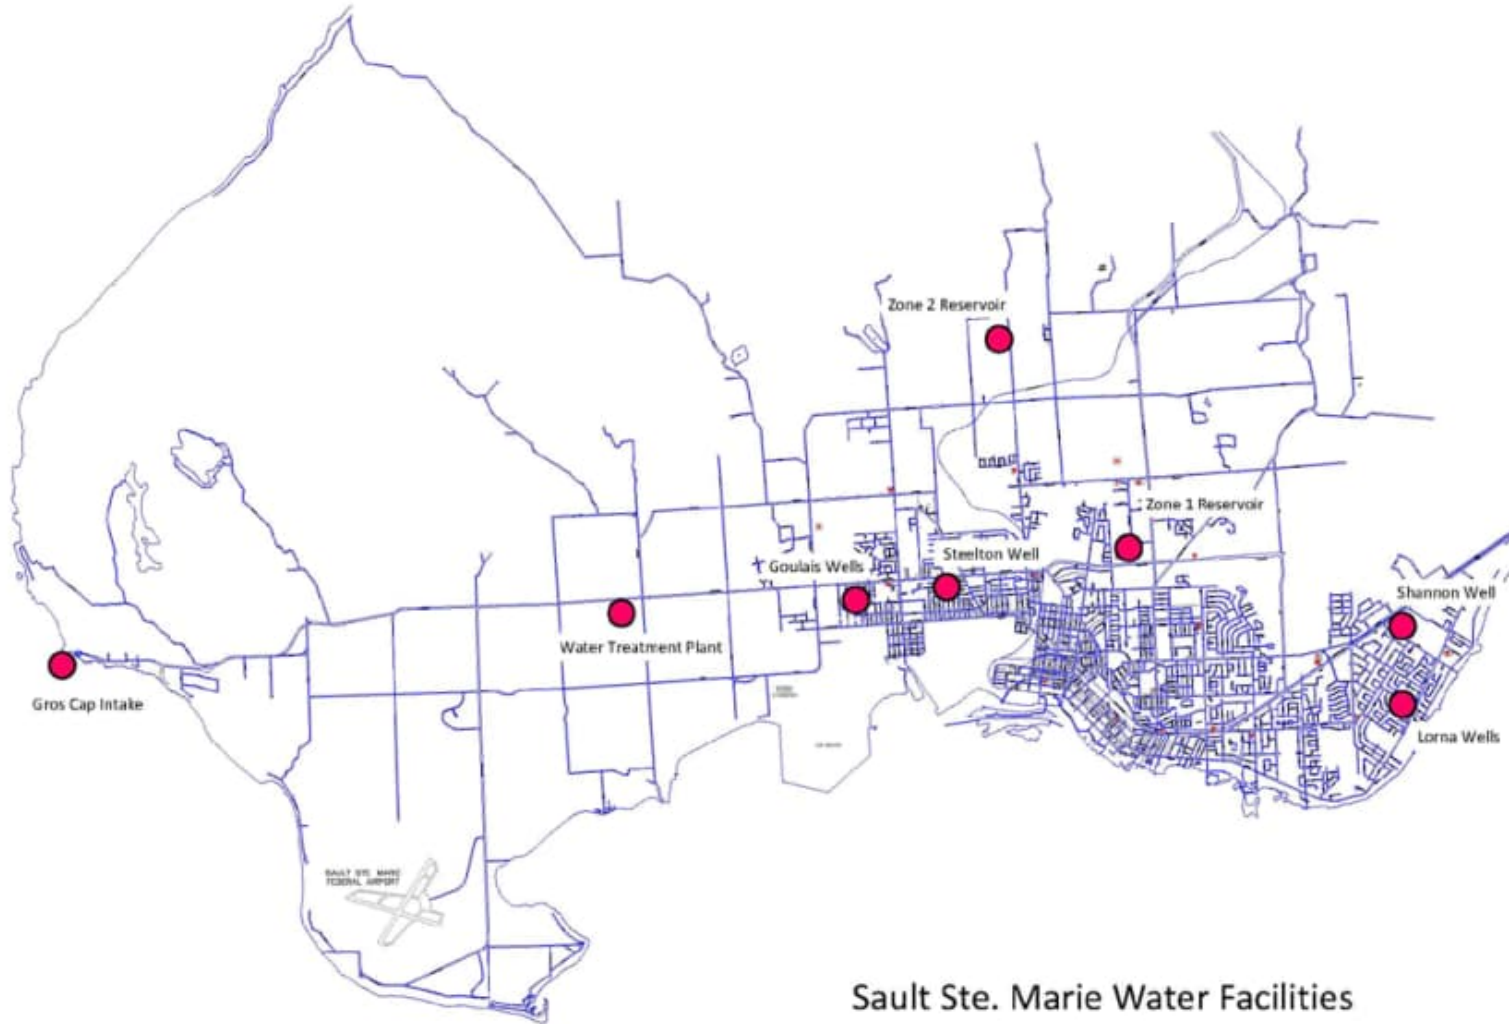 Zone 2 Reservoir
Zone 1 Reservoir
Steelton Well
Goulais Wells
Shannon Well
Water Treatment Plant
Gros Cap Intake
Lorna Wells
SAULT STE. MARIE
FEDERAL AIRPORT
Sault Ste. Marie Water Facilities